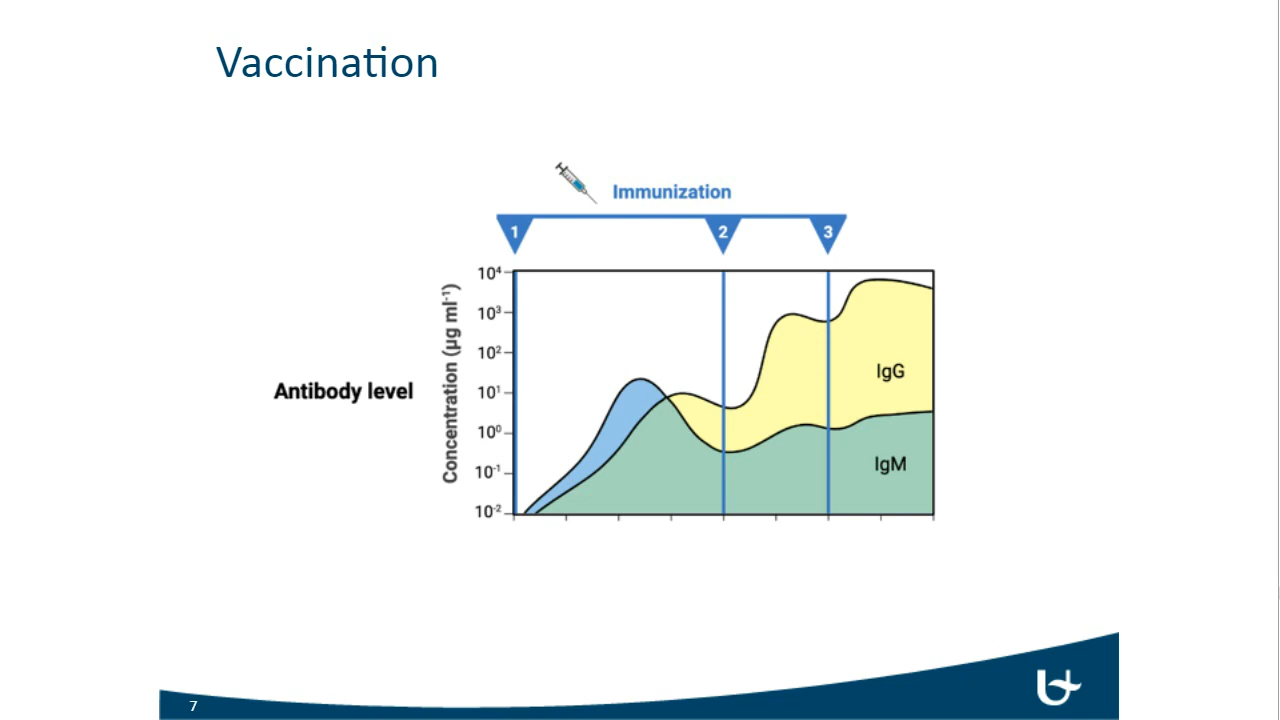 Vaccination
Immunization
1
2
3
Concentration (µg ml⁻¹)
10⁴
10³
10²
10¹
10⁰
10⁻¹
10⁻²
Antibody level
IgG
IgM
7